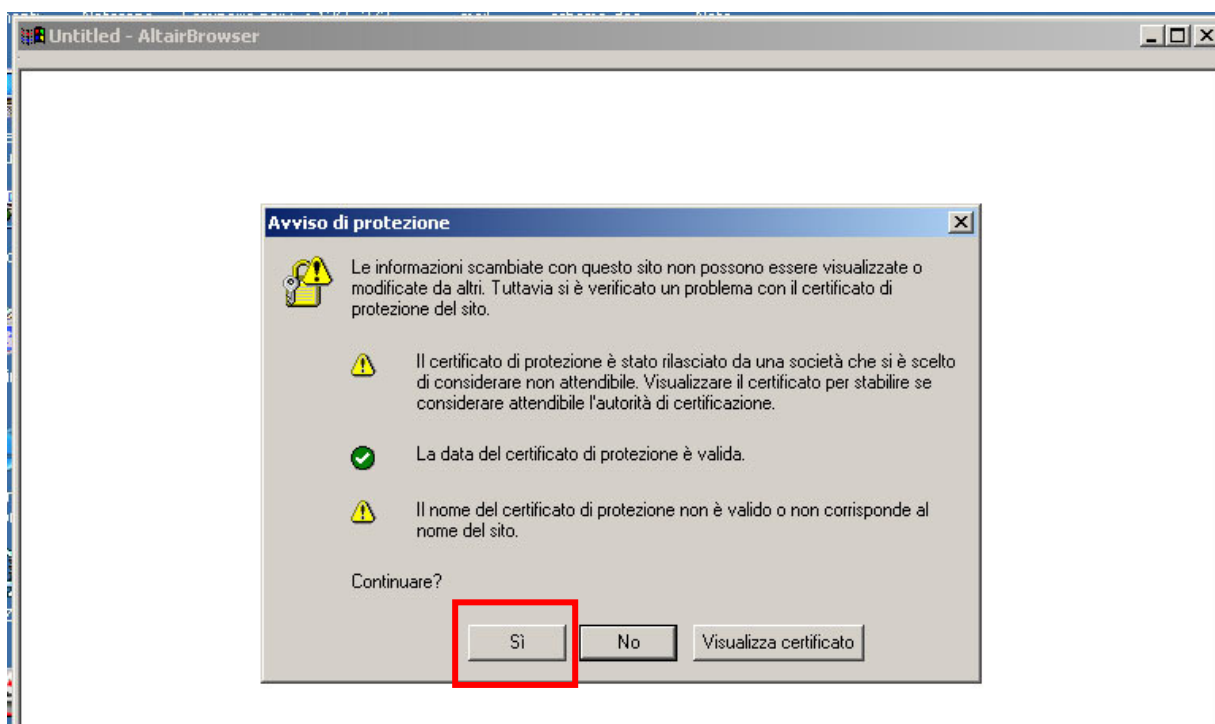 Untitled - AltairBrowser
Avviso di protezione
Le informazioni scambiate con questo sito non possono essere visualizzate o
modificate da altri. Tuttavia si è verificato un problema con il certificato di
protezione del sito.
Il certificato di protezione è stato rilasciato da una società che si è scelto
di considerare non attendibile. Visualizzare il certificato per stabilire se
considerare attendibile l'autorità di certificazione.
La data del certificato di protezione è valida.
Il nome del certificato di protezione non è valido o non corrisponde al
nome del sito.
Continuare?
Sì No Visualizza certificato